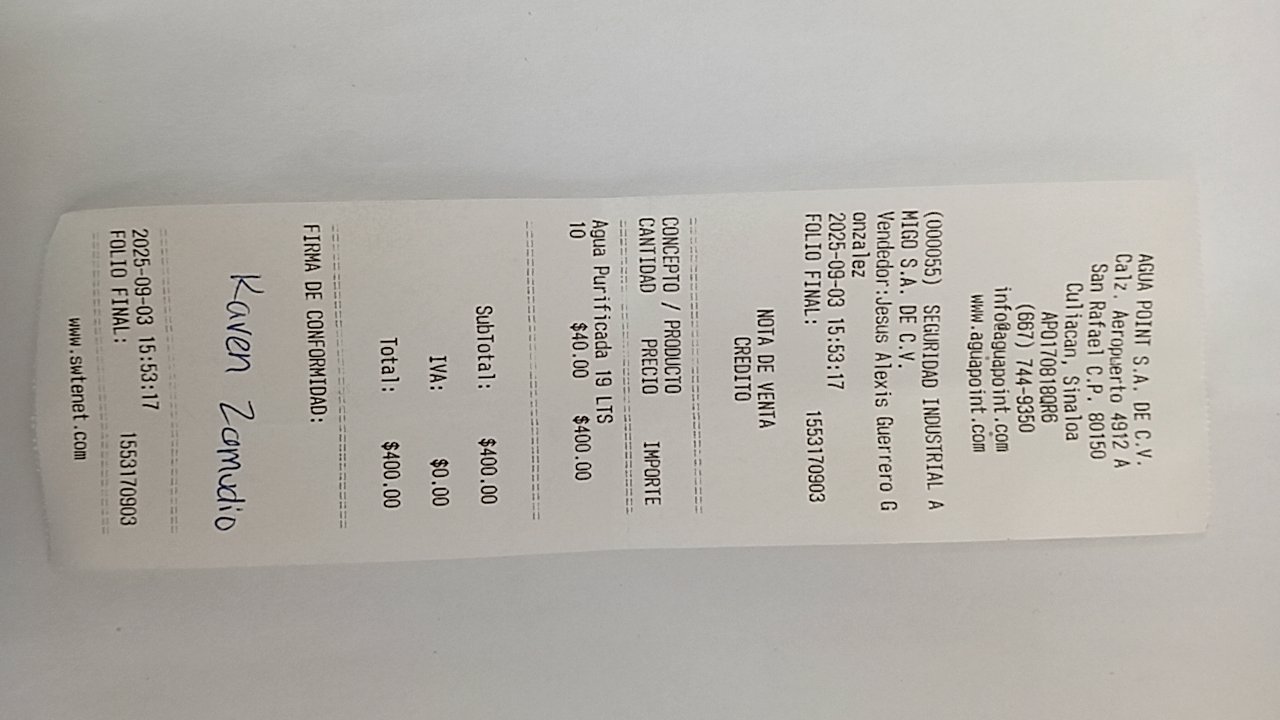 AGUA POINT S.A. DE C.V.
Calz. Aeropuerto 4912 A
San Rafael C.P. 80150
Culiacan, Sinaloa
APO170818QR6
(667) 744-9350
info@aguapoint.com
www.aguapoint.com
(000055) SEGURIDAD INDUSTRIAL A
MIGO S.A. DE C.V.
Vendedor:Jesus Alexis Guerrero G
onzalez
2025-09-03 15:53:17
FOLIO FINAL: 1553170903
NOTA DE VENTA
CREDITO
CONCEPTO / PRODUCTO
CANTIDAD PRECIO IMPORTE
Agua Purificada 19 LTS
10 $40.00 $400.00
SubTotal: $400.00
IVA: $0.00
Total: $400.00
FIRMA DE CONFORMIDAD:
Karen Zamudio
2025-09-03 15:53:17
FOLIO FINAL: 1553170903
www.swtenet.com